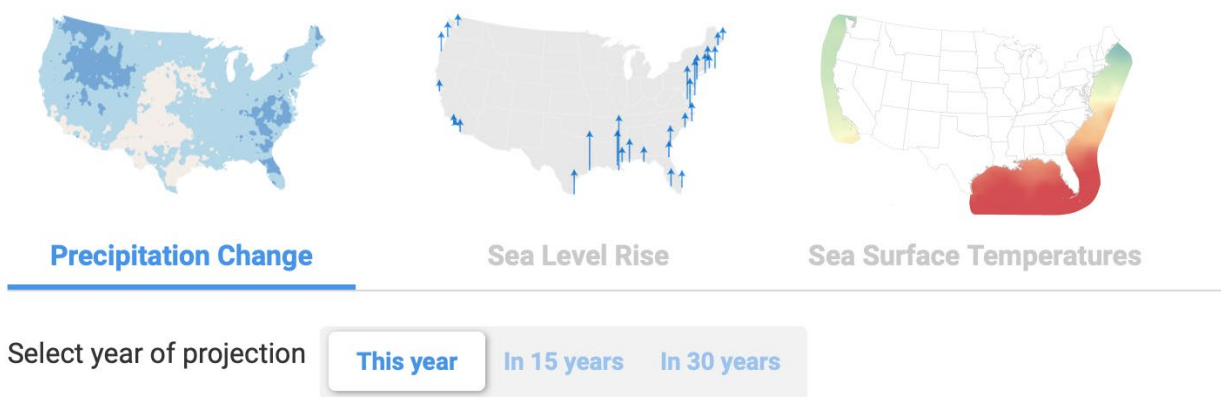 Precipitation Change
Sea Level Rise
Sea Surface Temperatures
Select year of projection
This year
In 15 years
In 30 years